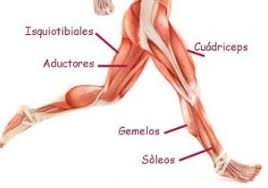 Isquiotibiales
Cuádriceps
Aductores
Gemelos
Sòleos